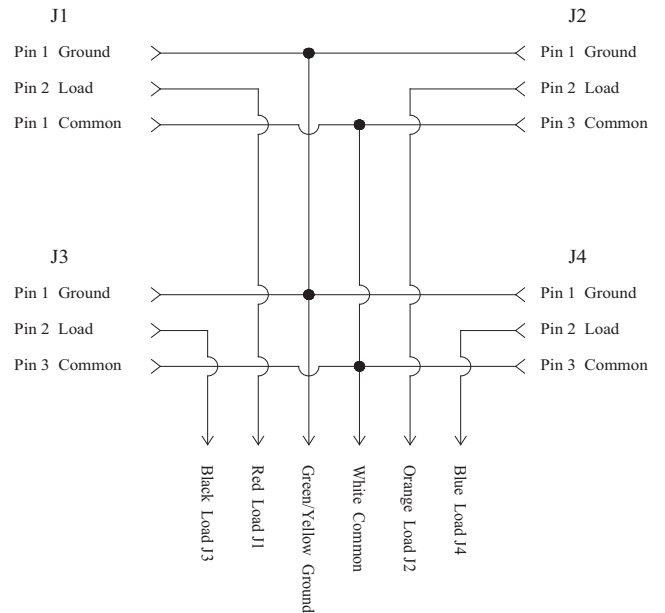 J1
Pin 1 Ground
Pin 2 Load
Pin 1 Common
J2
Pin 1 Ground
Pin 2 Load
Pin 3 Common
J3
Pin 1 Ground
Pin 2 Load
Pin 3 Common
J4
Pin 1 Ground
Pin 2 Load
Pin 3 Common
Black Load J3
Red Load J1
Green/Yellow Ground
White Common
Orange Load J2
Blue Load J4